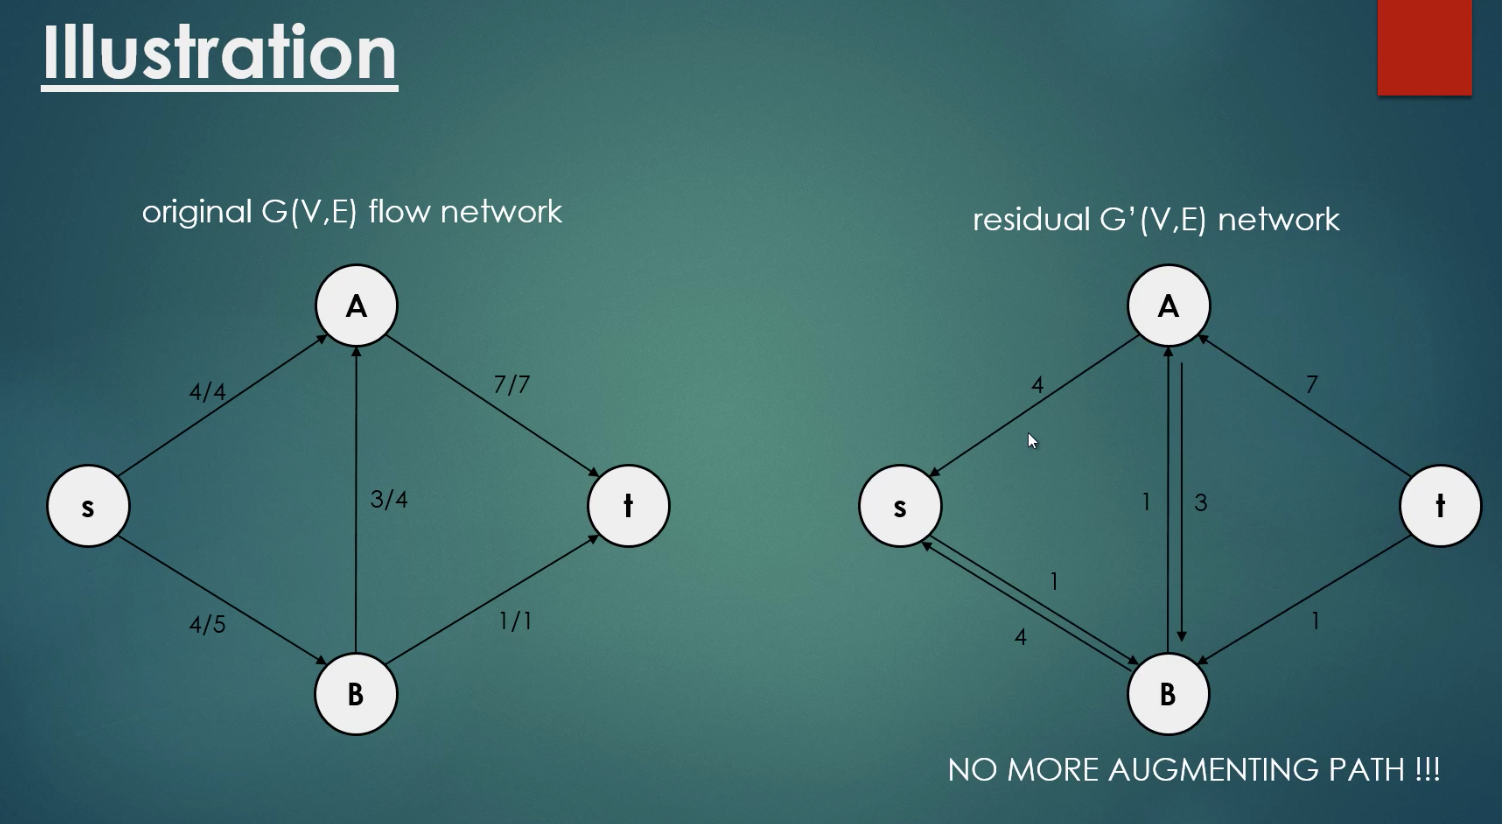 Illustration
original G(V,E) flow network
residual G’(V,E) network
A
4/4
7/7
s
3/4
t
4/5
1/1
B
A
4
7
s
1
3
t
1
4
1
B
NO MORE AUGMENTING PATH !!!